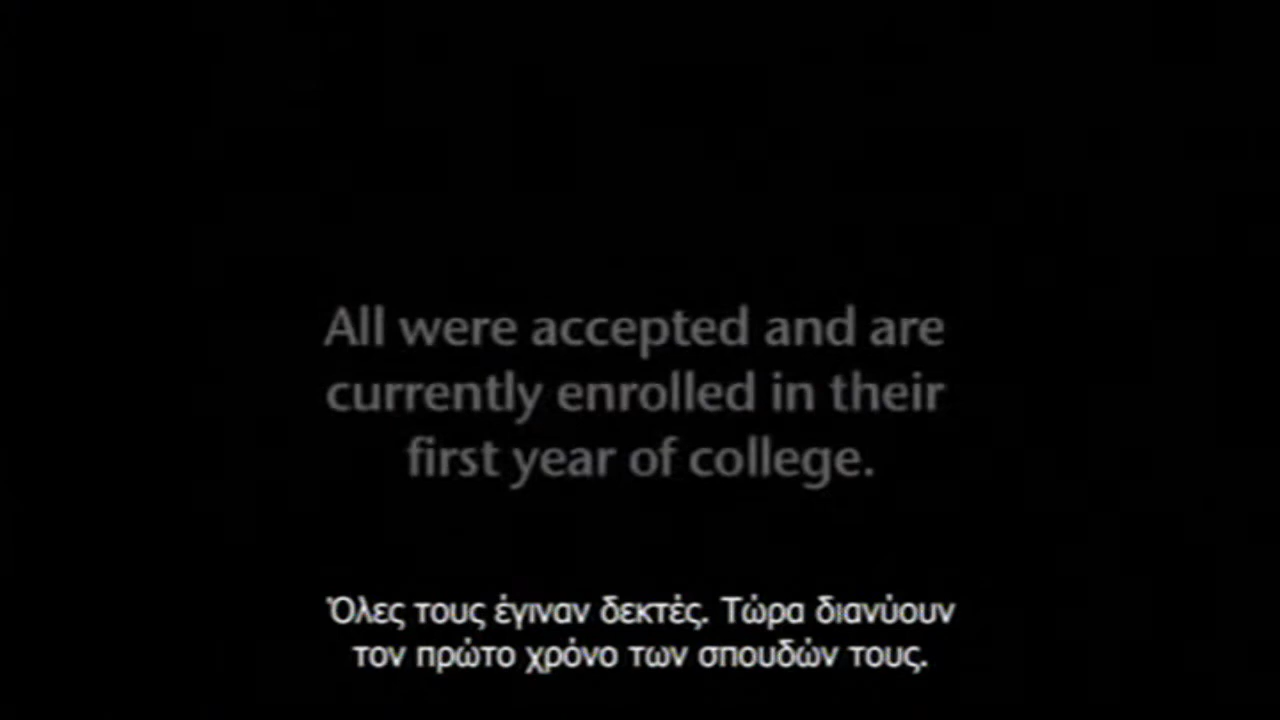 All were accepted and are
currently enrolled in their
first year of college.
Όλες τους έγιναν δεκτές. Τώρα διανύουν
τον πρώτο χρόνο των σπουδών τους.